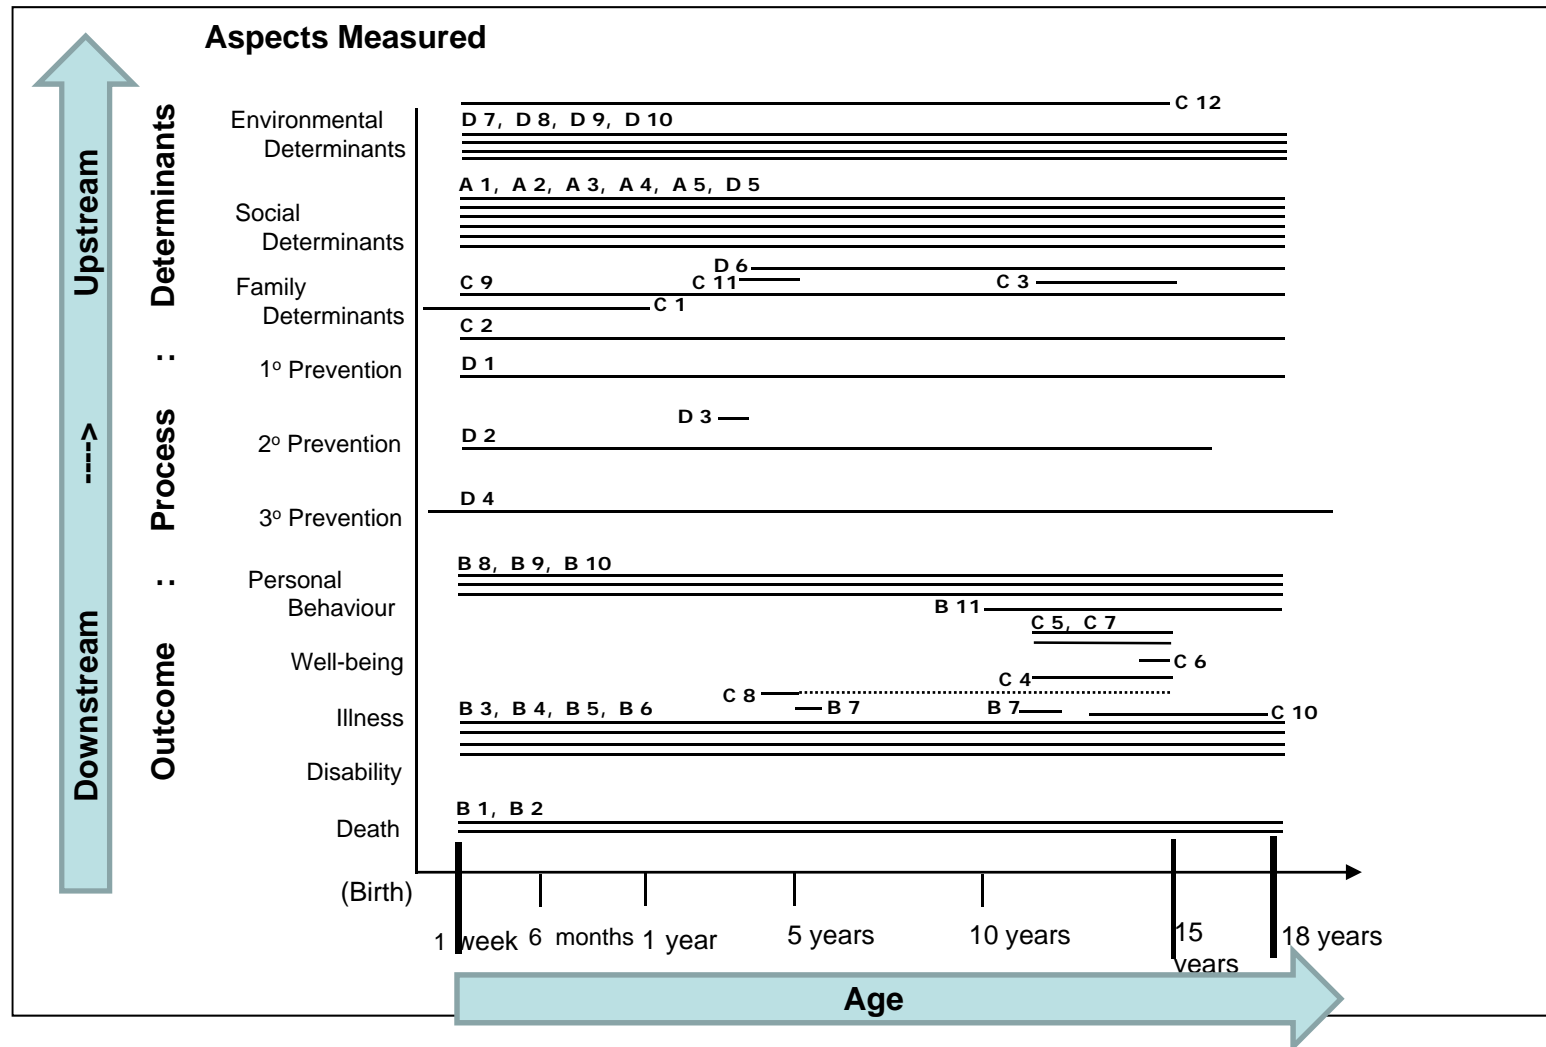 Aspects Measured
Upstream
---->
Downstream
Determinants
:
Process
:
Outcome
Environmental
Determinants
C 12
D 7, D 8, D 9, D 10
A 1, A 2, A 3, A 4, A 5, D 5
Social
Determinants
D 6
Family
Determinants
C 9
C 11
C 3
C 1
C 2
1o Prevention
D 1
D 3
2o Prevention
D 2
3o Prevention
D 4
Personal
Behaviour
B 8, B 9, B 10
B 11
C 5, C 7
Well-being
C 6
C 4
C 8
Illness
B 3, B 4, B 5, B 6
B 7
B 7
C 10
Disability
B 1, B 2
Death
(Birth)
1 week
6 months
1 year
5 years
10 years
15
years
18 years
Age